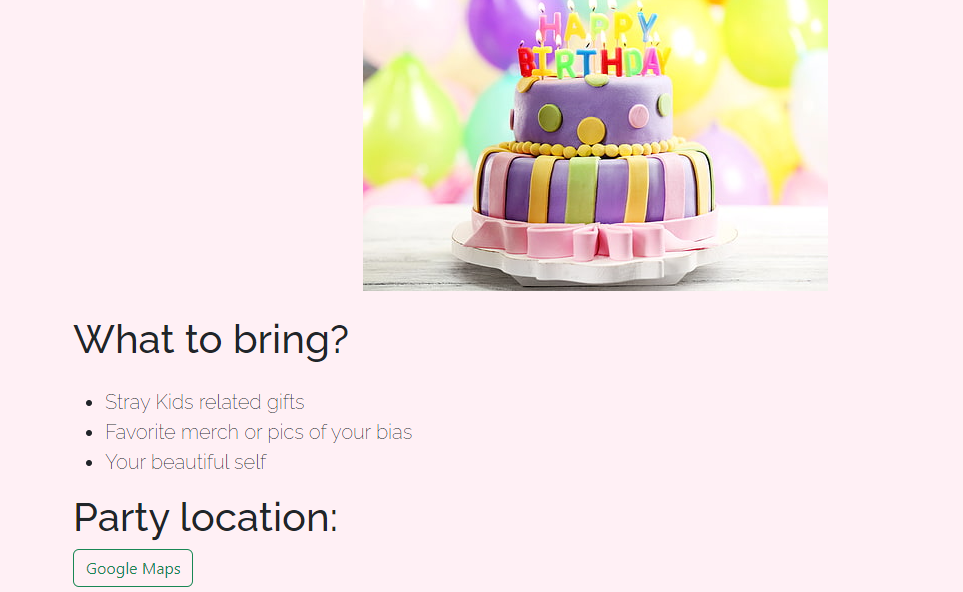 HAPPY
BIRTHDAY
What to bring?
Stray Kids related gifts
Favorite merch or pics of your bias
Your beautiful self
Party location:
Google Maps